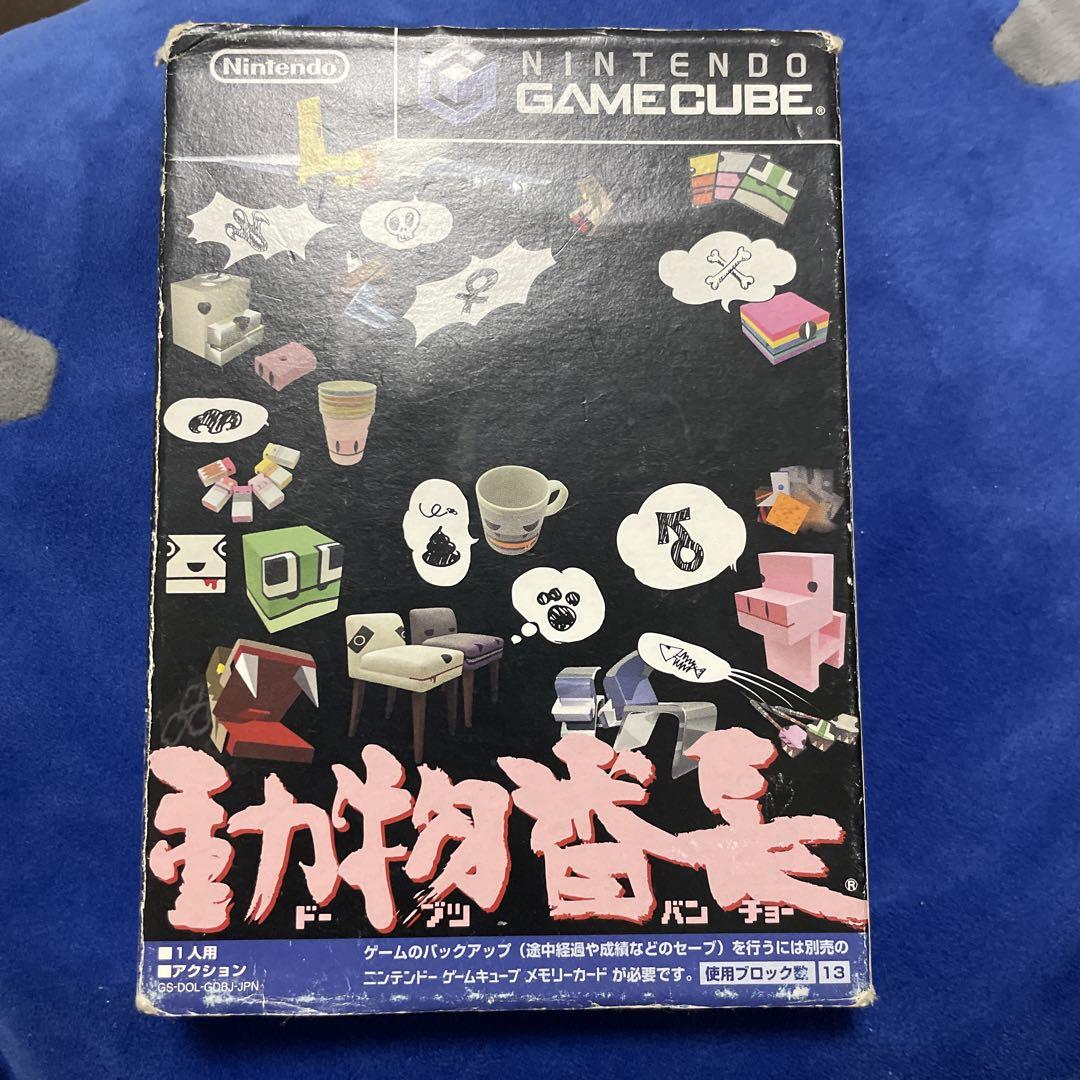 Nintendo
NINTENDO
GAMECUBE®
動物番長®
ドー ブツ バン チョー
■1人用
■アクション
GS-DOL-GDBJ-JPN
ゲームのバックアップ（途中経過や成績などのセーブ）を行うには別売の
ニンテンドー ゲームキューブ メモリーカード が必要です。 使用ブロック数 13